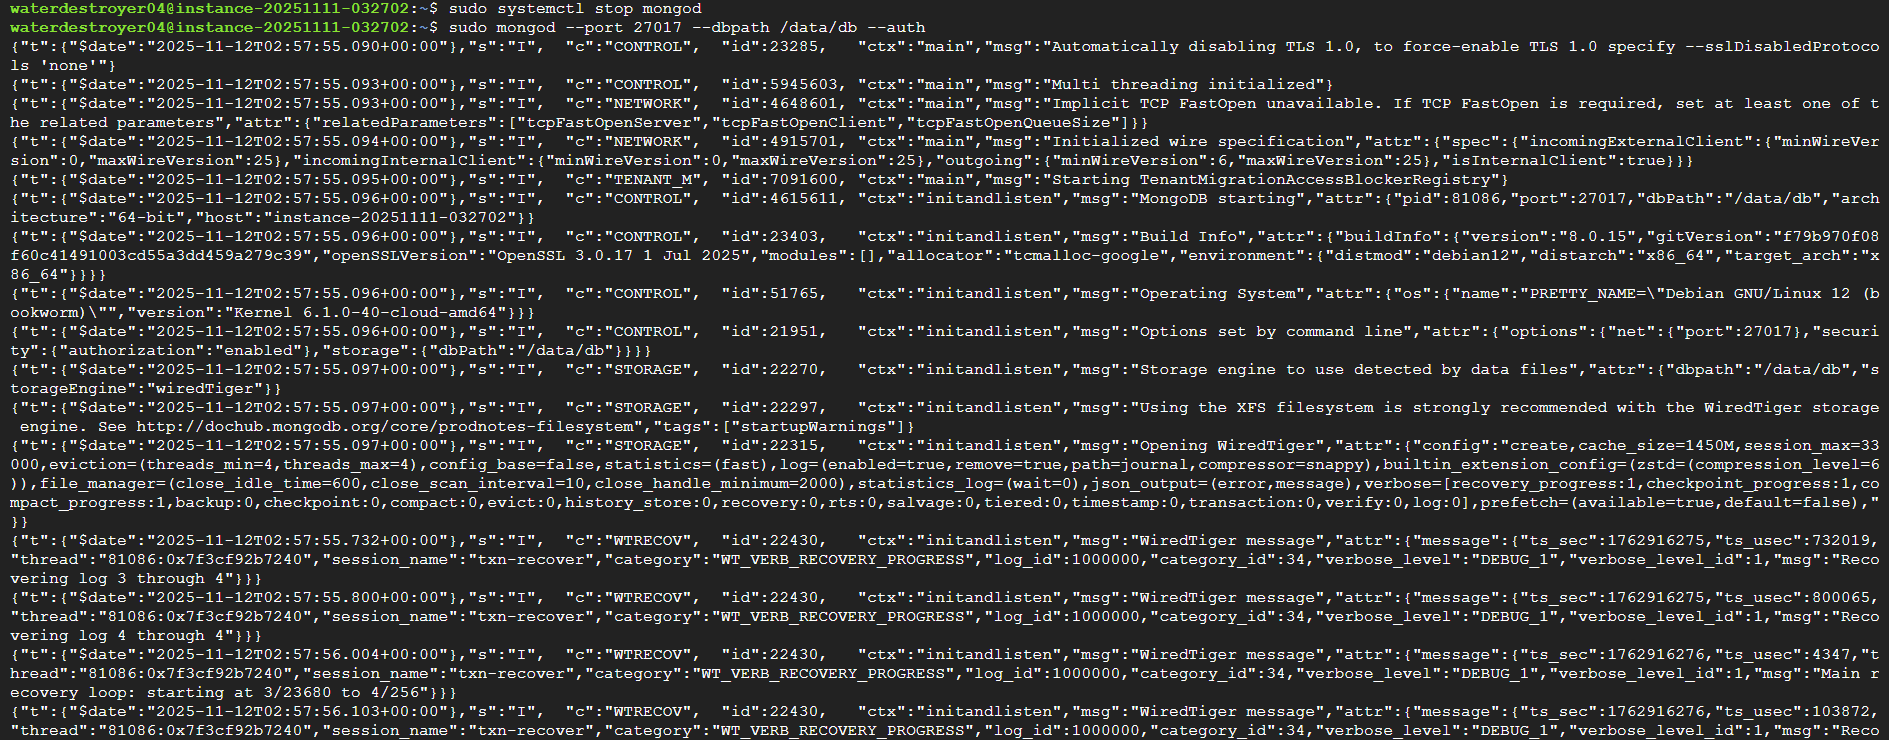 waterdestroyer04@instance-20251111-032702:~$ sudo systemctl stop mongod
waterdestroyer04@instance-20251111-032702:~$ sudo mongod --port 27017 --dbpath /data/db --auth
{"t":{"$date":"2025-11-12T02:57:55.090+00:00"},"s":"I",  "c":"CONTROL",  "id":23285,   "ctx":"main","msg":"Automatically disabling TLS 1.0, to force-enable TLS 1.0 specify --sslDisabledProtoco
ls 'none'"}
{"t":{"$date":"2025-11-12T02:57:55.093+00:00"},"s":"I",  "c":"CONTROL",  "id":5945603, "ctx":"main","msg":"Multi threading initialized"}
{"t":{"$date":"2025-11-12T02:57:55.093+00:00"},"s":"I",  "c":"NETWORK",  "id":4648601, "ctx":"main","msg":"Implicit TCP FastOpen unavailable. If TCP FastOpen is required, set at least one of t
he related parameters","attr":{"relatedParameters":["tcpFastOpenServer","tcpFastOpenClient","tcpFastOpenQueueSize"]}}
{"t":{"$date":"2025-11-12T02:57:55.094+00:00"},"s":"I",  "c":"NETWORK",  "id":4915701, "ctx":"main","msg":"Initialized wire specification","attr":{"spec":{"incomingExternalClient":{"minWireVer
sion":0,"maxWireVersion":25},"incomingInternalClient":{"minWireVersion":0,"maxWireVersion":25},"outgoing":{"minWireVersion":6,"maxWireVersion":25},"isInternalClient":true}}}
{"t":{"$date":"2025-11-12T02:57:55.095+00:00"},"s":"I",  "c":"TENANT_M", "id":7091600, "ctx":"main","msg":"Starting TenantMigrationAccessBlockerRegistry"}
{"t":{"$date":"2025-11-12T02:57:55.096+00:00"},"s":"I",  "c":"CONTROL",  "id":4615611, "ctx":"initandlisten","msg":"MongoDB starting","attr":{"pid":81086,"port":27017,"dbPath":"/data/db","arch
itecture":"64-bit","host":"instance-20251111-032702"}}
{"t":{"$date":"2025-11-12T02:57:55.096+00:00"},"s":"I",  "c":"CONTROL",  "id":23403,   "ctx":"initandlisten","msg":"Build Info","attr":{"buildInfo":{"version":"8.0.15","gitVersion":"f79b970f08
f60c41491003cd55a3dd459a279c39","openSSLVersion":"OpenSSL 3.0.17 1 Jul 2025","modules":[],"allocator":"tcmalloc-google","environment":{"distmod":"debian12","distarch":"x86_64","target_arch":"x
86_64"}}}}
{"t":{"$date":"2025-11-12T02:57:55.096+00:00"},"s":"I",  "c":"CONTROL",  "id":51765,   "ctx":"initandlisten","msg":"Operating System","attr":{"os":{"name":"PRETTY_NAME=\"Debian GNU/Linux 12 (b
ookworm)\"","version":"Kernel 6.1.0-40-cloud-amd64"}}}
{"t":{"$date":"2025-11-12T02:57:55.096+00:00"},"s":"I",  "c":"CONTROL",  "id":21951,   "ctx":"initandlisten","msg":"Options set by command line","attr":{"options":{"net":{"port":27017},"securi
ty":{"authorization":"enabled"},"storage":{"dbPath":"/data/db"}}}}
{"t":{"$date":"2025-11-12T02:57:55.097+00:00"},"s":"I",  "c":"STORAGE",  "id":22270,   "ctx":"initandlisten","msg":"Storage engine to use detected by data files","attr":{"dbpath":"/data/db","s
torageEngine":"wiredTiger"}}
{"t":{"$date":"2025-11-12T02:57:55.097+00:00"},"s":"I",  "c":"STORAGE",  "id":22297,   "ctx":"initandlisten","msg":"Using the XFS filesystem is strongly recommended with the WiredTiger storage
 engine. See http://dochub.mongodb.org/core/prodnotes-filesystem","tags":["startupWarnings"]}
{"t":{"$date":"2025-11-12T02:57:55.097+00:00"},"s":"I",  "c":"STORAGE",  "id":22315,   "ctx":"initandlisten","msg":"Opening WiredTiger","attr":{"config":"create,cache_size=1450M,session_max=33
000,eviction=(threads_min=4,threads_max=4),config_base=false,statistics=(fast),log=(enabled=true,remove=true,path=journal,compressor=snappy),builtin_extension_config=(zstd=(compression_level=6
)),file_manager=(close_idle_time=600,close_scan_interval=10,close_handle_minimum=2000),statistics_log=(wait=0),json_output=(error,message),verbose=[recovery_progress:1,checkpoint_progress:1,co
mpact_progress:1,backup:0,checkpoint:0,compact:0,evict:0,history_store:0,recovery:0,rts:0,salvage:0,tiered:0,timestamp:0,transaction:0,verify:0,log:0],prefetch=(available=true,default=false),"
}}
{"t":{"$date":"2025-11-12T02:57:55.732+00:00"},"s":"I",  "c":"WTRECOV",  "id":22430,   "ctx":"initandlisten","msg":"WiredTiger message","attr":{"message":{"ts_sec":1762916275,"ts_usec":732019,
"thread":"81086:0x7f3cf92b7240","session_name":"txn-recover","category":"WT_VERB_RECOVERY_PROGRESS","log_id":1000000,"category_id":34,"verbose_level":"DEBUG_1","verbose_level_id":1,"msg":"Reco
vering log 3 through 4"}}}
{"t":{"$date":"2025-11-12T02:57:55.800+00:00"},"s":"I",  "c":"WTRECOV",  "id":22430,   "ctx":"initandlisten","msg":"WiredTiger message","attr":{"message":{"ts_sec":1762916275,"ts_usec":800065,
"thread":"81086:0x7f3cf92b7240","session_name":"txn-recover","category":"WT_VERB_RECOVERY_PROGRESS","log_id":1000000,"category_id":34,"verbose_level":"DEBUG_1","verbose_level_id":1,"msg":"Reco
vering log 4 through 4"}}}
{"t":{"$date":"2025-11-12T02:57:56.004+00:00"},"s":"I",  "c":"WTRECOV",  "id":22430,   "ctx":"initandlisten","msg":"WiredTiger message","attr":{"message":{"ts_sec":1762916276,"ts_usec":4347,"t
hread":"81086:0x7f3cf92b7240","session_name":"txn-recover","category":"WT_VERB_RECOVERY_PROGRESS","log_id":1000000,"category_id":34,"verbose_level":"DEBUG_1","verbose_level_id":1,"msg":"Main r
ecovery loop: starting at 3/23680 to 4/256"}}}
{"t":{"$date":"2025-11-12T02:57:56.103+00:00"},"s":"I",  "c":"WTRECOV",  "id":22430,   "ctx":"initandlisten","msg":"WiredTiger message","attr":{"message":{"ts_sec":1762916276,"ts_usec":103872,
"thread":"81086:0x7f3cf92b7240","session_name":"txn-recover","category":"WT_VERB_RECOVERY_PROGRESS","log_id":1000000,"category_id":34,"verbose_level":"DEBUG_1","verbose_level_id":1,"msg":"Reco